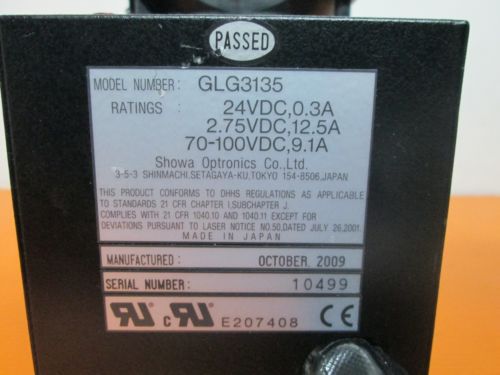 PASSED
MODEL NUMBER: GLG3135
RATINGS : 24VDC,0.3A
2.75VDC,12.5A
70-100VDC,9.1A
Showa Optronics Co.,Ltd.
3-5-3 SHINMACHI,SETAGAYA-KU,TOKYO 154-8506,JAPAN
THIS PRODUCT CONFORMS TO DHHS REGULATIONS AS APPLICABLE
TO STANDARDS 21 CFR CHAPTER I,SUBCHAPTER J.
COMPLIES WITH 21 CFR 1040.10 AND 1040.11 EXCEPT FOR
DEVIATIONS PURSUANT TO LASER NOTICE NO.50,DATED JULY 26,2001.
MADE IN JAPAN
MANUFACTURED : OCTOBER, 2009
SERIAL NUMBER : 10499
RU c RU E207408 CE